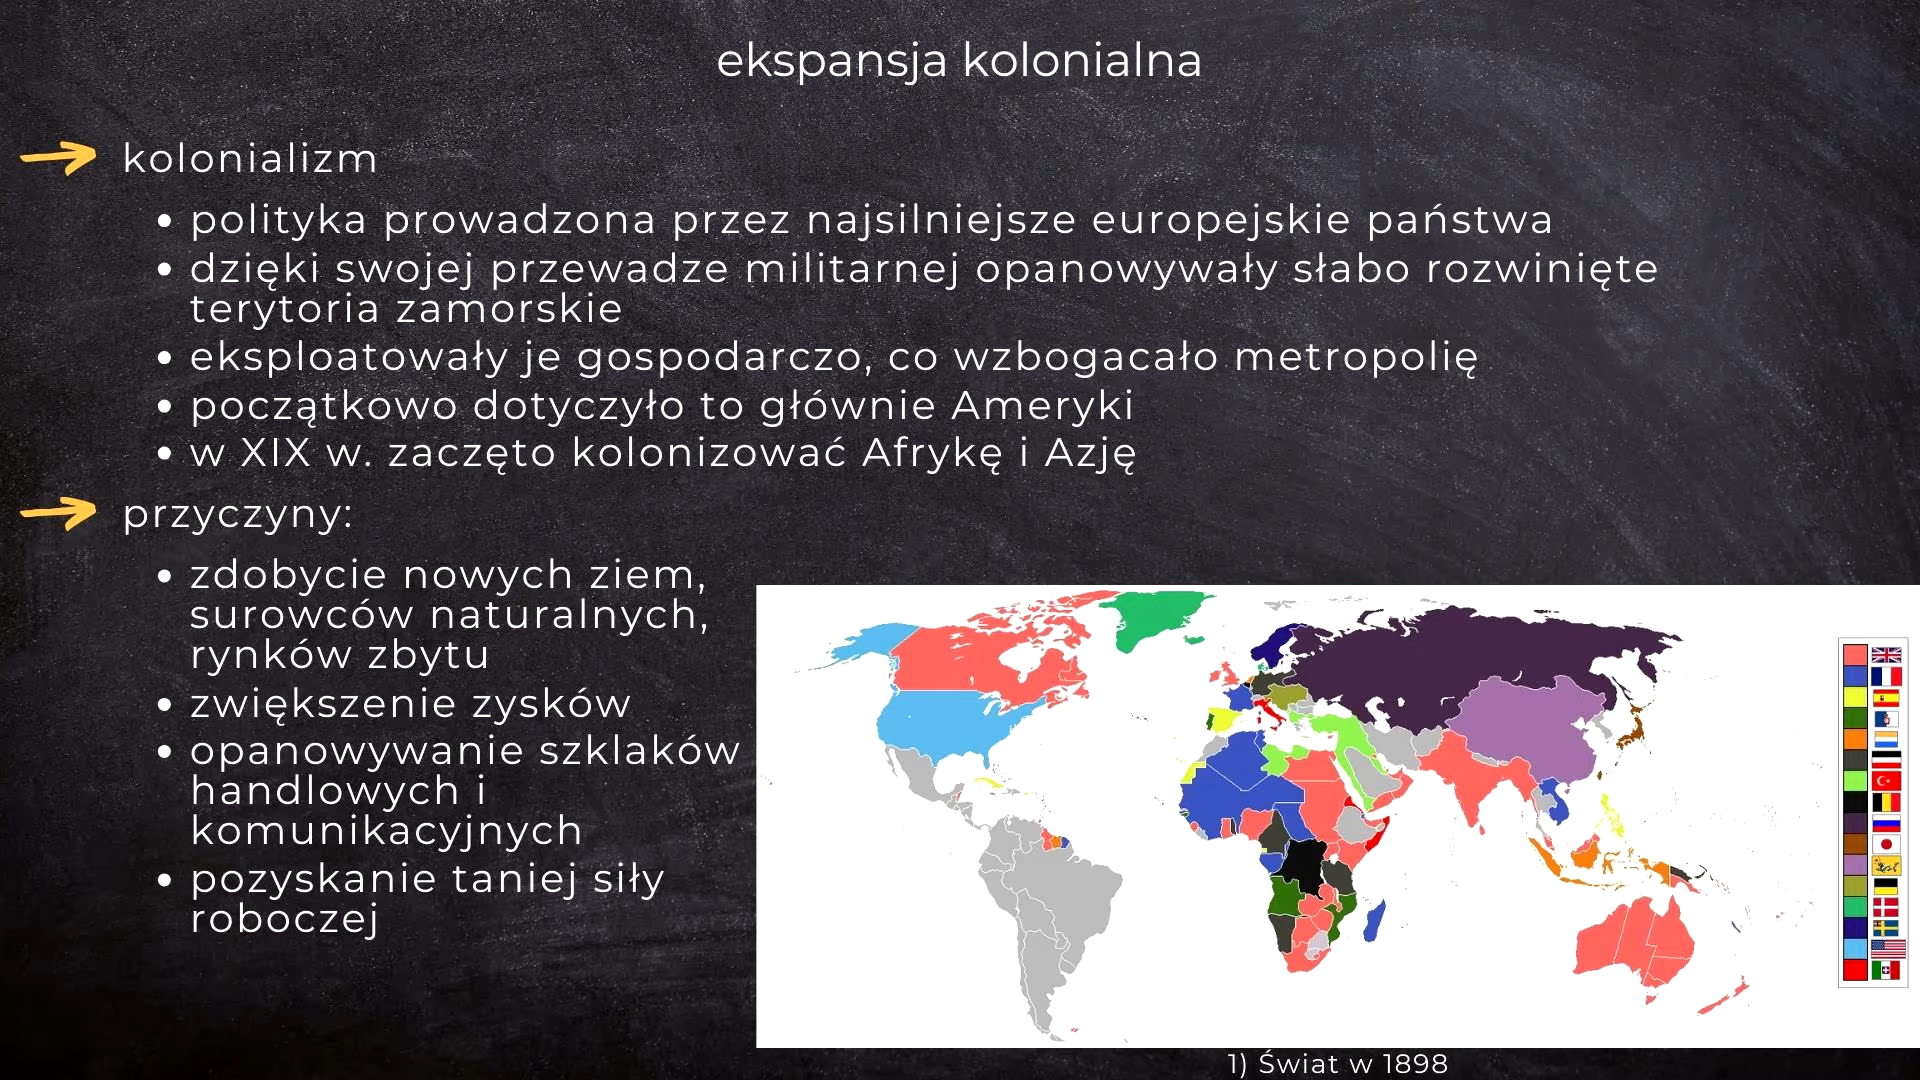 ekspansja kolonialna
kolonializm
polityka prowadzona przez najsilniejsze europejskie państwa
dzięki swojej przewadze militarnej opanowywały słabo rozwinięte
terytoria zamorskie
eksploatowały je gospodarczo, co wzbogacało metropolię
początkowo dotyczyło to głównie Ameryki
w XIX w. zaczęto kolonizować Afrykę i Azję
przyczyny:
zdobycie nowych ziem,
surowców naturalnych,
rynków zbytu
zwiększenie zysków
opanowywanie szklaków
handlowych i
komunikacyjnych
pozyskanie taniej siły
roboczej
1) Świat w 1898